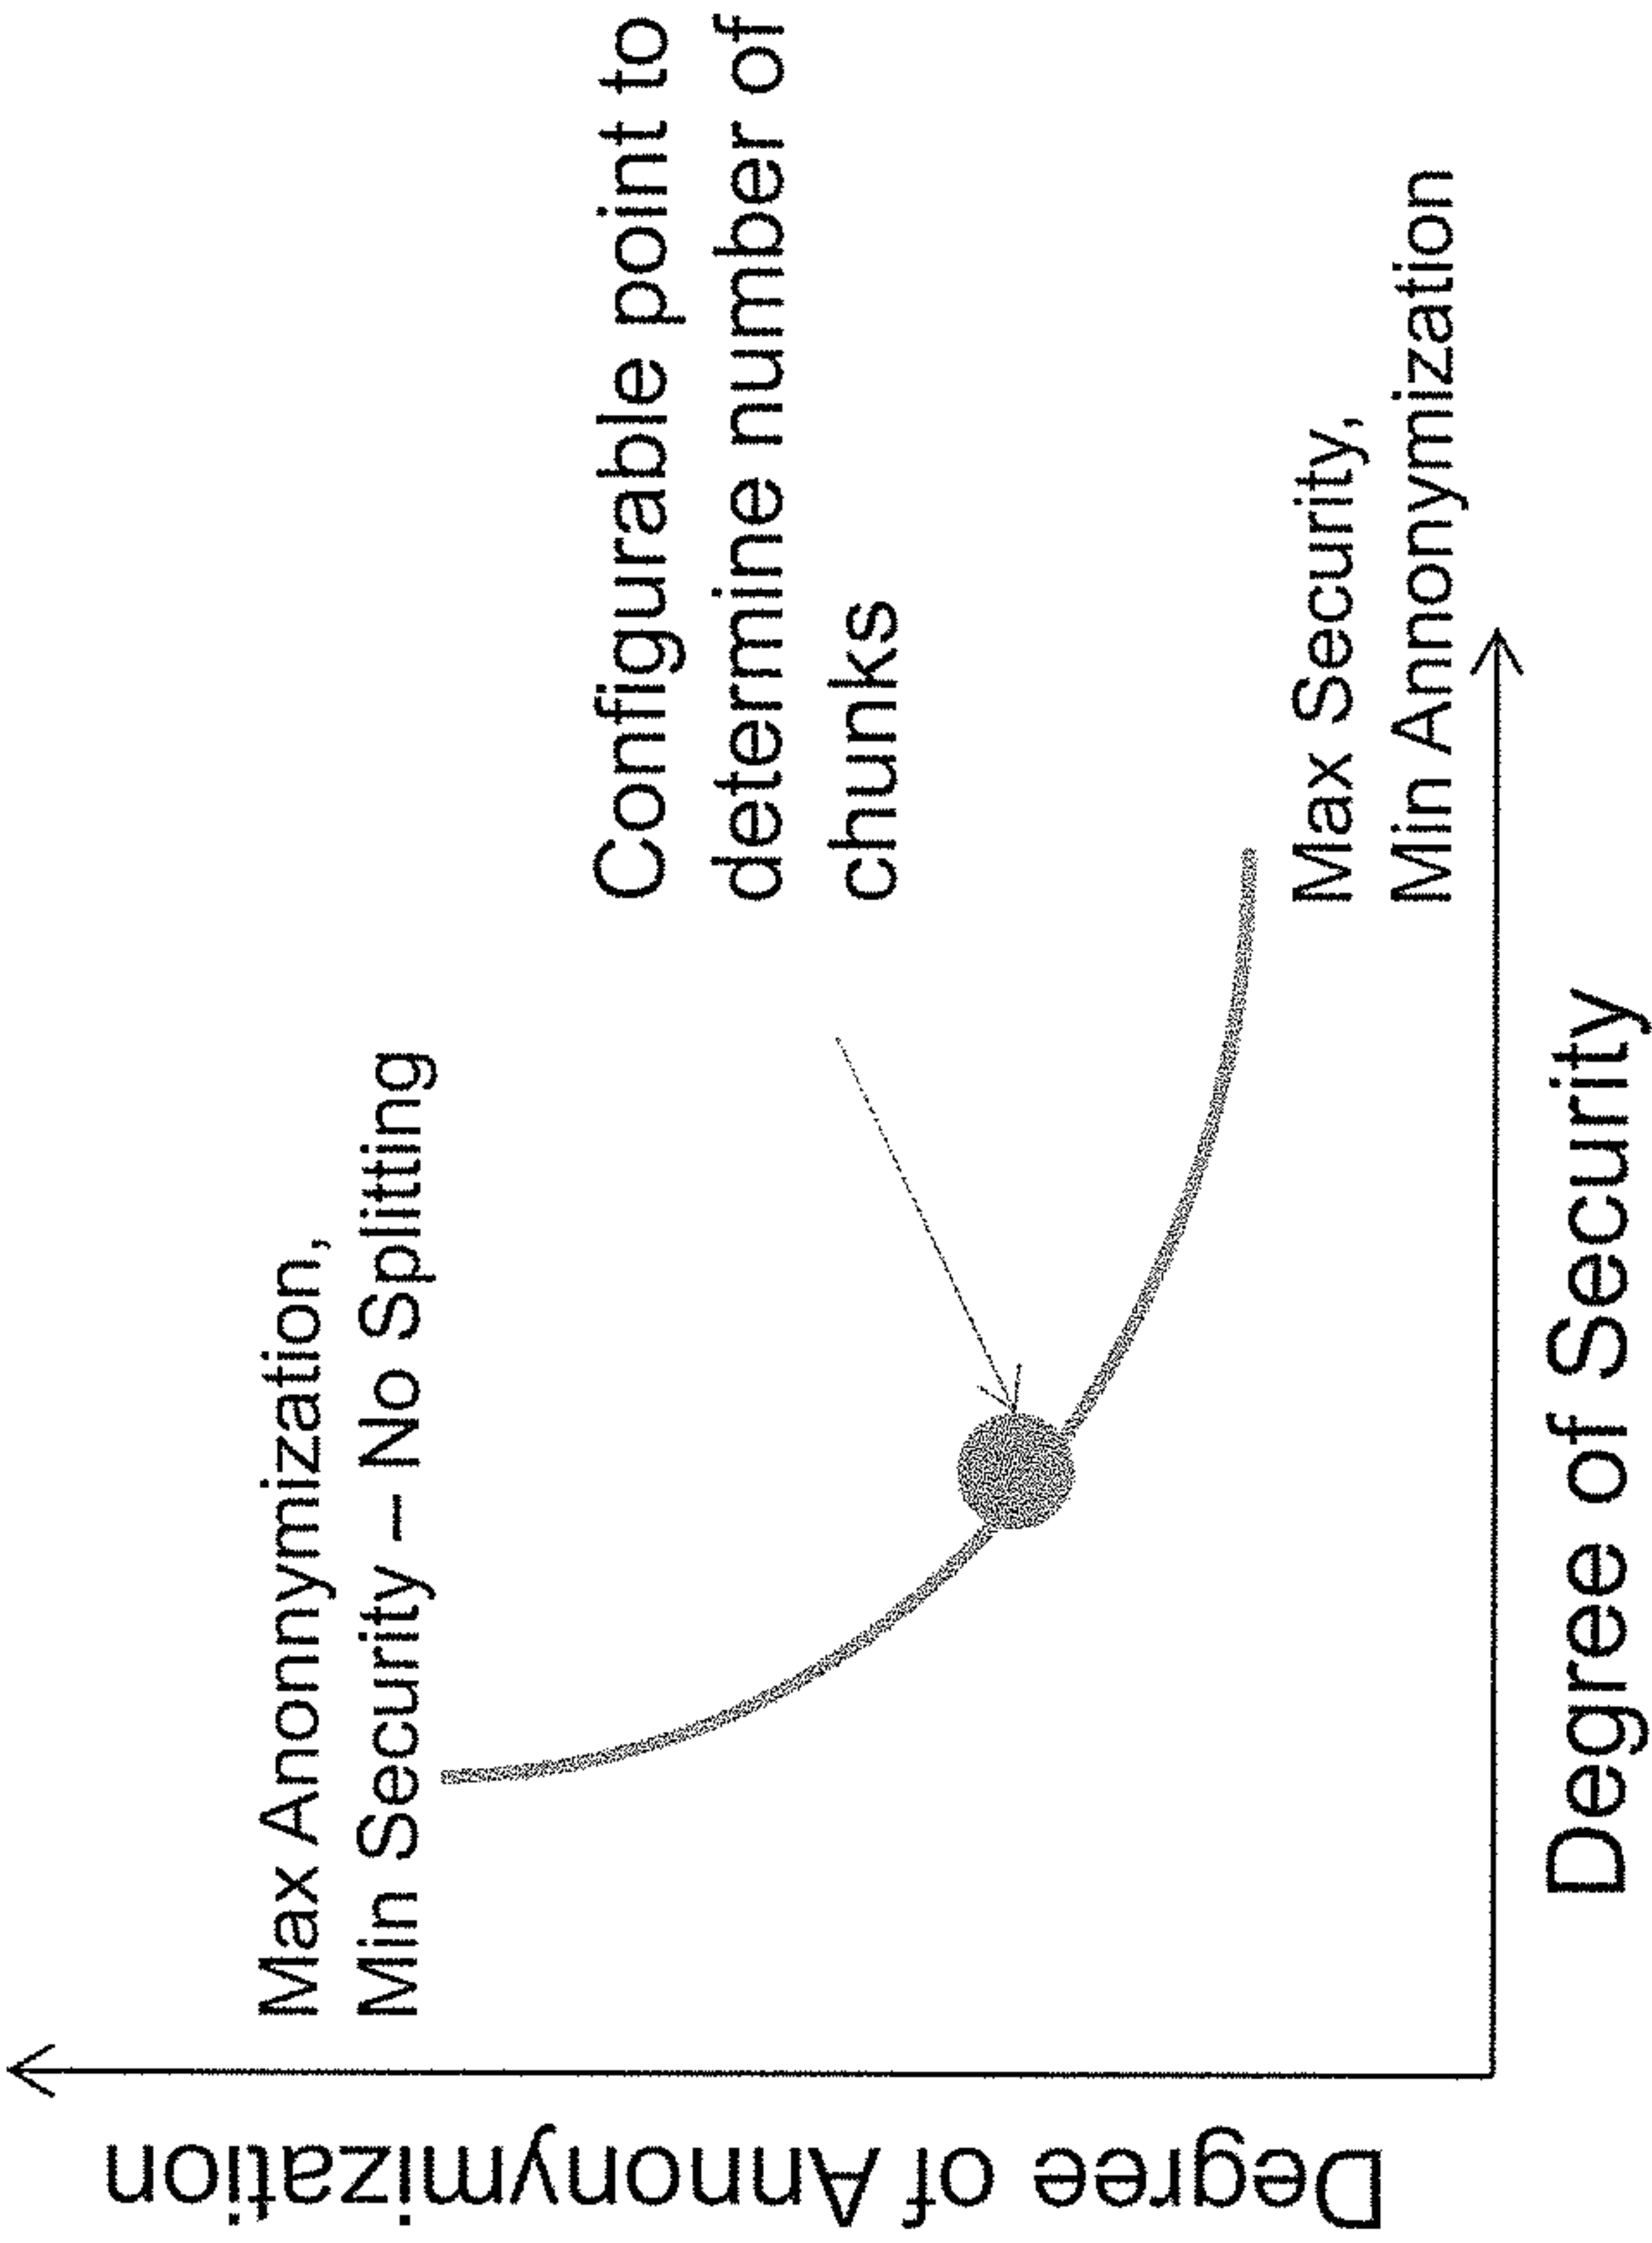 Degree of Annonymization
Max Anonnymization,
Min Security – No Splitting
Configurable point to
determine number of
chunks
Max Security,
Min Annonymization
Degree of Security